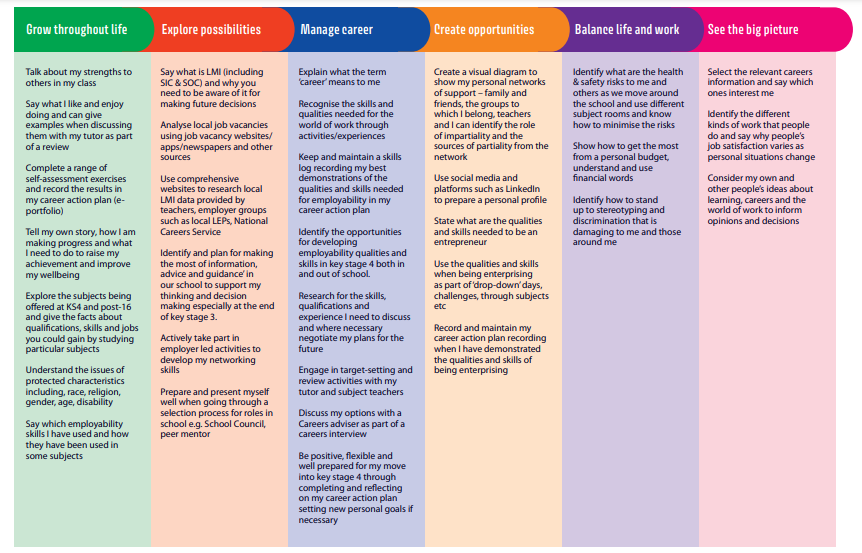 Grow throughout life
Explore possibilities
Manage career
Create opportunities
Balance life and work
See the big picture
Talk about my strengths to
others in my class
Say what I like and enjoy
doing and can give
examples when discussing
them with my tutor as part
of a review
Complete a range of
self-assessment exercises
and record the results in
my career action plan (e-
portfolio)
Tell my own story, how I am
making progress and what
I need to do to raise my
achievement and improve
my wellbeing
Explore the subjects being
offered at KS4 and post-16
and give the facts about
qualifications, skills and jobs
you could gain by studying
particular subjects
Understand the issues of
protected characteristics
including, race, religion,
gender, age, disability
Say which employability
skills I have used and how
they have been used in
some subjects
Say what is LMI (including
SIC & SOC) and why you
need to be aware of it for
making future decisions
Analyse local job vacancies
using job vacancy websites/
apps/newspapers and other
sources
Use comprehensive
websites to research local
LMI data provided by
teachers, employer groups
such as local LEPs, National
Careers Service
Identify and plan for making
the most of information,
advice and guidance' in
our school to support my
thinking and decision
making especially at the end
of key stage 3.
Actively take part in
employer led activities to
develop my networking
skills
Prepare and present myself
well when going through a
selection process for roles in
school e.g. School Council,
peer mentor
Explain what the term
'career' means to me
Recognise the skills and
qualities needed for the
world of work through
activities/experiences
Keep and maintain a skills
log recording my best
demonstrations of the
qualities and skills needed
for employability in my
career action plan
Identify the opportunities
for developing
employability qualities and
skills in key stage 4 both in
and out of school.
Research for the skills,
qualifications and
experience I need to discuss
and where necessary
negotiate my plans for the
future
Engage in target-setting and
review activities with my
tutor and subject teachers
Discuss my options with a
Careers adviser as part of a
careers interview
Be positive, flexible and
well prepared for my move
into key stage 4 through
completing and reflecting
on my career action plan
setting new personal goals if
necessary
Create a visual diagram to
show my personal networks
of support – family and
friends, the groups to
which I belong, teachers
and I can identify the role
of impartiality and the
sources of partiality from the
network
Use social media and
platforms such as LinkedIn
to prepare a personal profile
State what are the qualities
and skills needed to be an
entrepreneur
Use the qualities and skills
when being enterprising
as part of 'drop-down' days,
challenges, through subjects
etc
Record and maintain my
career action plan recording
when I have demonstrated
the qualities and skills of
being enterprising
Identify what are the health
& safety risks to me and
others as we move around
the school and use different
subject rooms and know
how to minimise the risks
Show how to get the most
from a personal budget,
understand and use
financial words
Identify how to stand
up to stereotyping and
discrimination that is
damaging to me and those
around me
Select the relevant careers
information and say which
ones interest me
Identify the different
kinds of work that people
do and say why people's
job satisfaction varies as
personal situations change
Consider my own and
other people's ideas about
learning, careers and the
world of work to inform
opinions and decisions